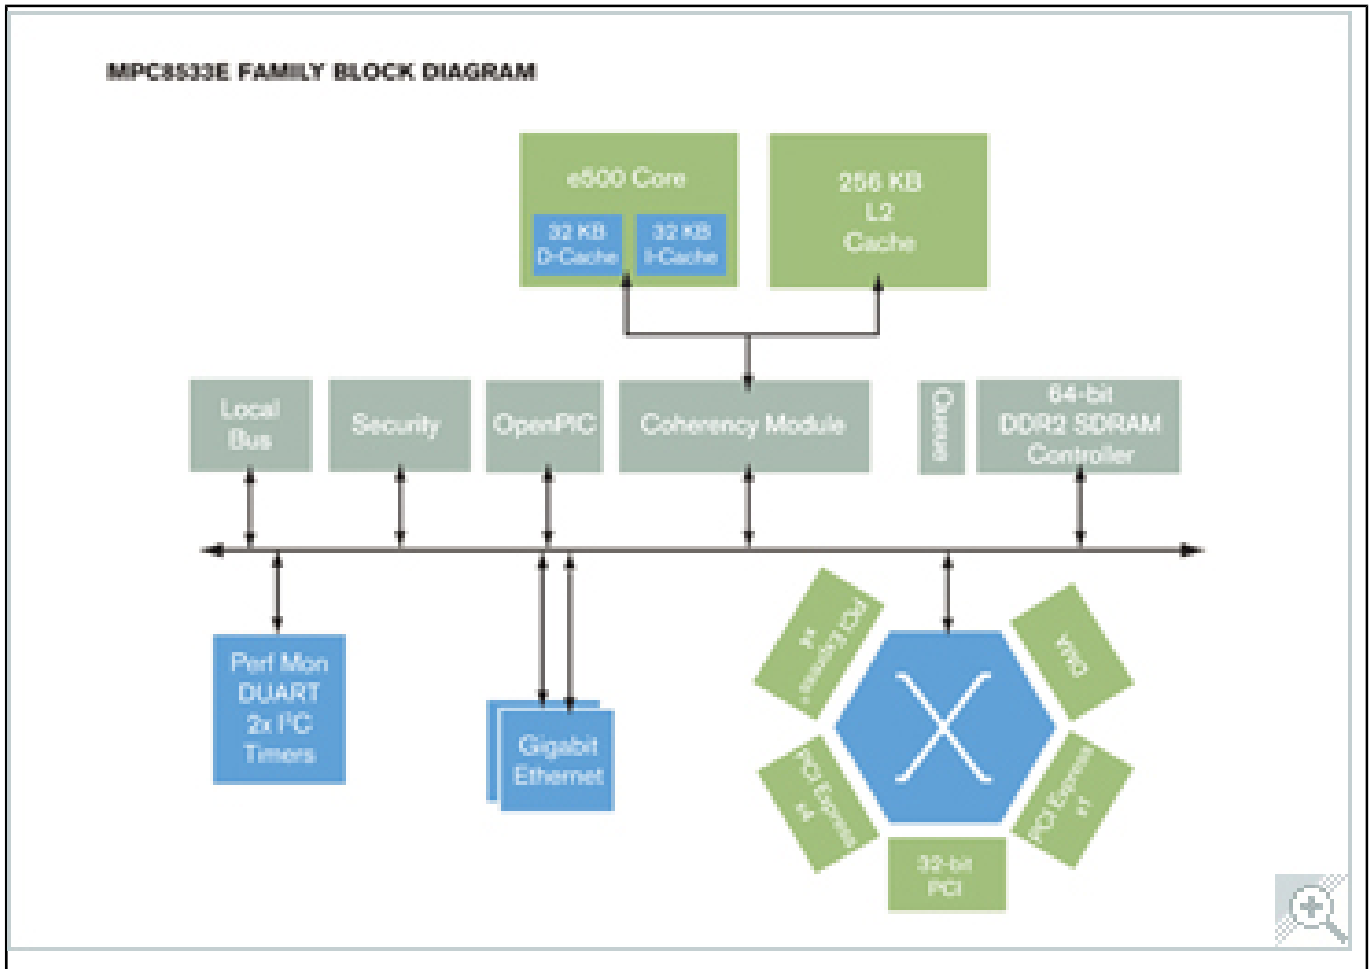 MPC8533E FAMILY BLOCK DIAGRAM
e500 Core
32 KB
D-Cache
32 KB
I-Cache
256 KB
L2
Cache
Local
Bus
Security
OpenPIC
Coherency Module
Queue
64-bit
DDR2 SDRAM
Controller
Perf Mon
DUART
2x I²C
Timers
Gigabit
Ethernet
PCI Express®
x4
DMA
PCI Express
x4
PCI Express
x1
32-bit
PCI